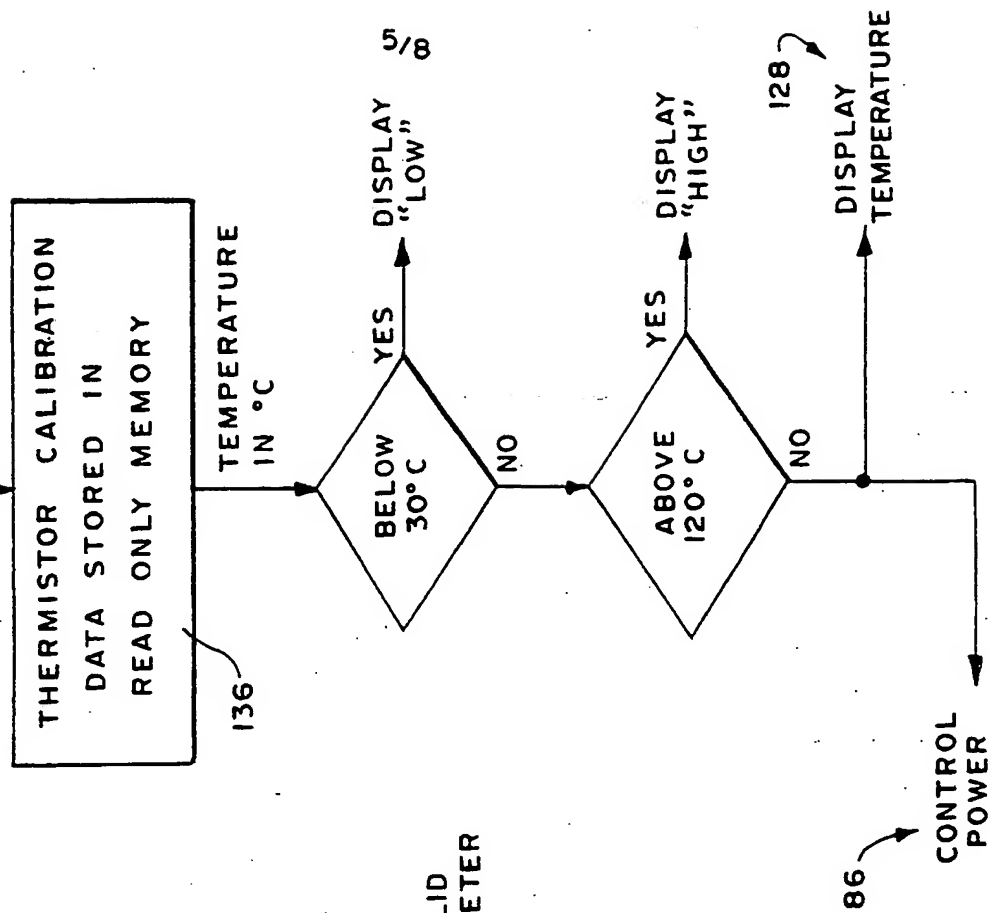 5/8
THERMISTOR CALIBRATION
DATA STORED IN
READ ONLY MEMORY
136
TEMPERATURE
IN °C
BELOW
30°C
YES
DISPLAY
"LOW"
NO
ABOVE
120°C
YES
DISPLAY
"HIGH"
NO
128
DISPLAY
TEMPERATURE
86
CONTROL
POWER